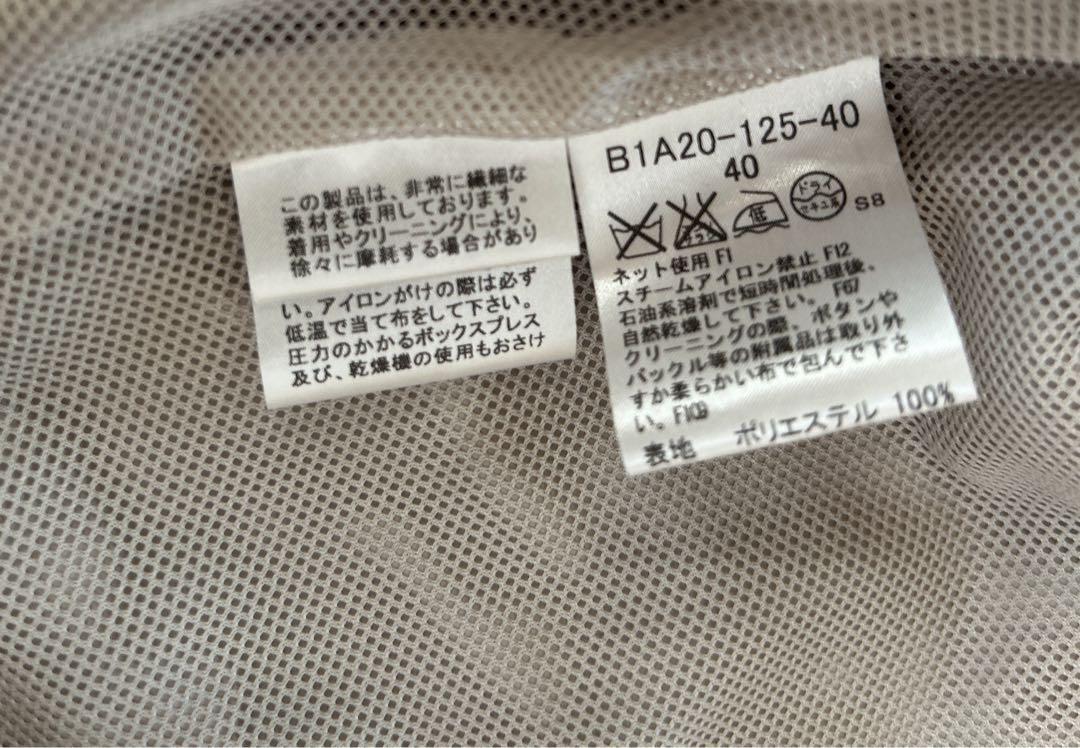 この製品は、非常に繊細な
素材を使用しております。
着用やクリーニングにより、
徐々に摩耗する場合があり
い。アイロンがけの際は必ず
低温で当て布をして下さい。
圧力のかかるボックスプレス
及び、乾燥機の使用もおさけ
B1A20-125-40
40
エンソ サラシ 低 ドライ セキユ系 S8
ネット使用 F1
スチームアイロン禁止 F12
石油系溶剤で短時間処理後、
自然乾燥して下さい。 F67
クリーニングの際、ボタンや
バックル等の附属品は取り外
すか柔らかい布で包んで下さ
い。F109
表地 ポリエステル 100%